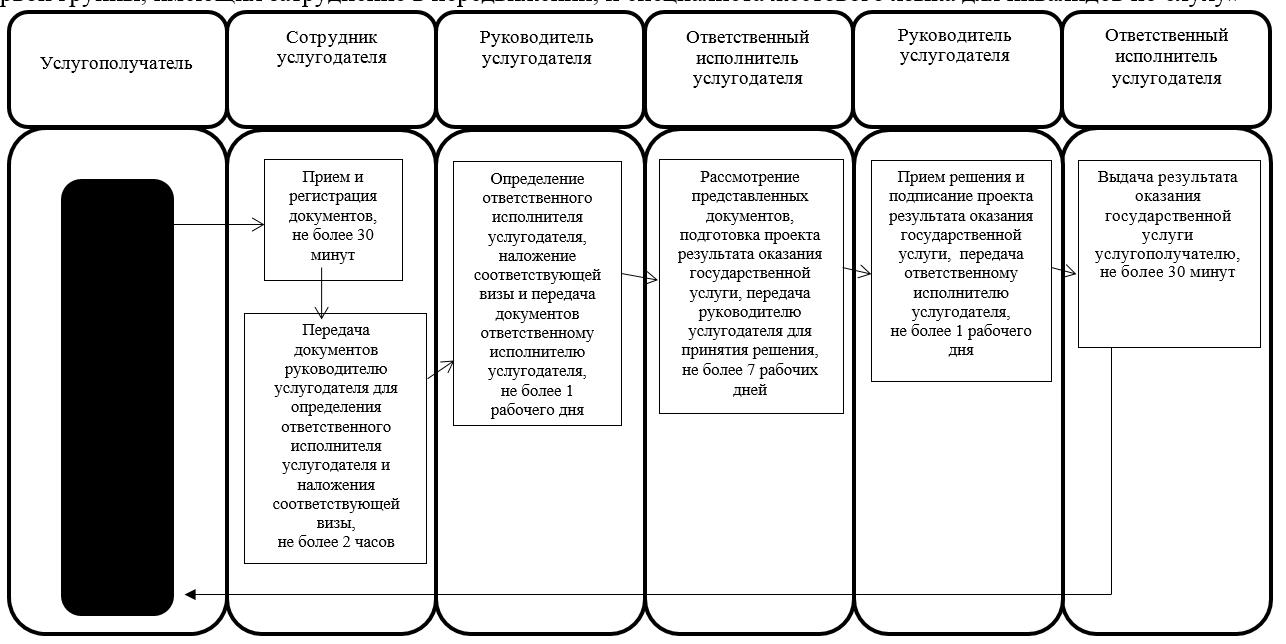 Услугополучатель
Сотрудник
услугодателя
Руководитель
услугодателя
Ответственный
исполнитель
услугодателя
Руководитель
услугодателя
Ответственный
исполнитель
услугодателя
Прием и
регистрация
документов,
не более 30
минут
Передача
документов
руководителю
услугодателя для
определения
ответственного
исполнителя
услугодателя и
наложения
соответствующей
визы,
не более 2 часов
Определение
ответственного
исполнителя
услугодателя,
наложение
соответствующей
визы и передача
документов
ответственному
исполнителю
услугодателя,
не более 1
рабочего дня
Рассмотрение
представленных
документов,
подготовка проекта
результата оказания
государственной
услуги, передача
руководителю
услугодателя для
принятия решения,
не более 7 рабочих
дней
Прием решения и
подписание проекта
результата оказания
государственной
услуги, передача
ответственному
исполнителю
услугодателя,
не более 1 рабочего
дня
Выдача результата
оказания
государственной
услуги
услугополучателю,
не более 30 минут